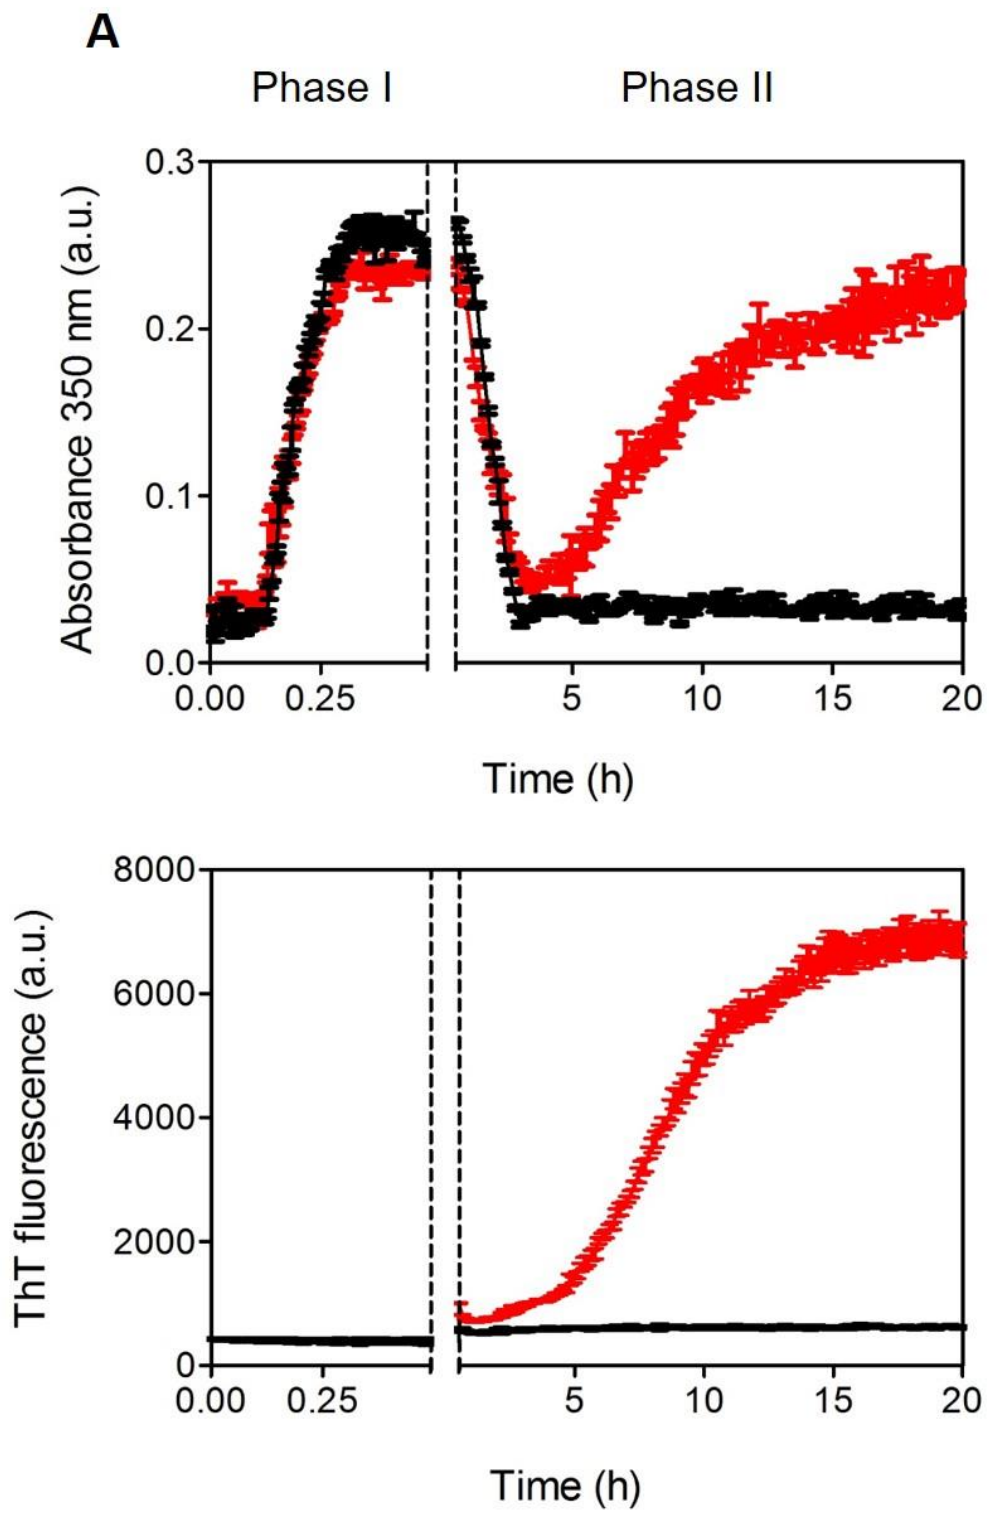 A
Phase I Phase II
Absorbance 350 nm (a.u.)
0.3
0.2
0.1
0.0
0.00 0.25 5 10 15 20
Time (h)
ThT fluorescence (a.u.)
8000
6000
4000
2000
0
0.00 0.25 5 10 15 20
Time (h)